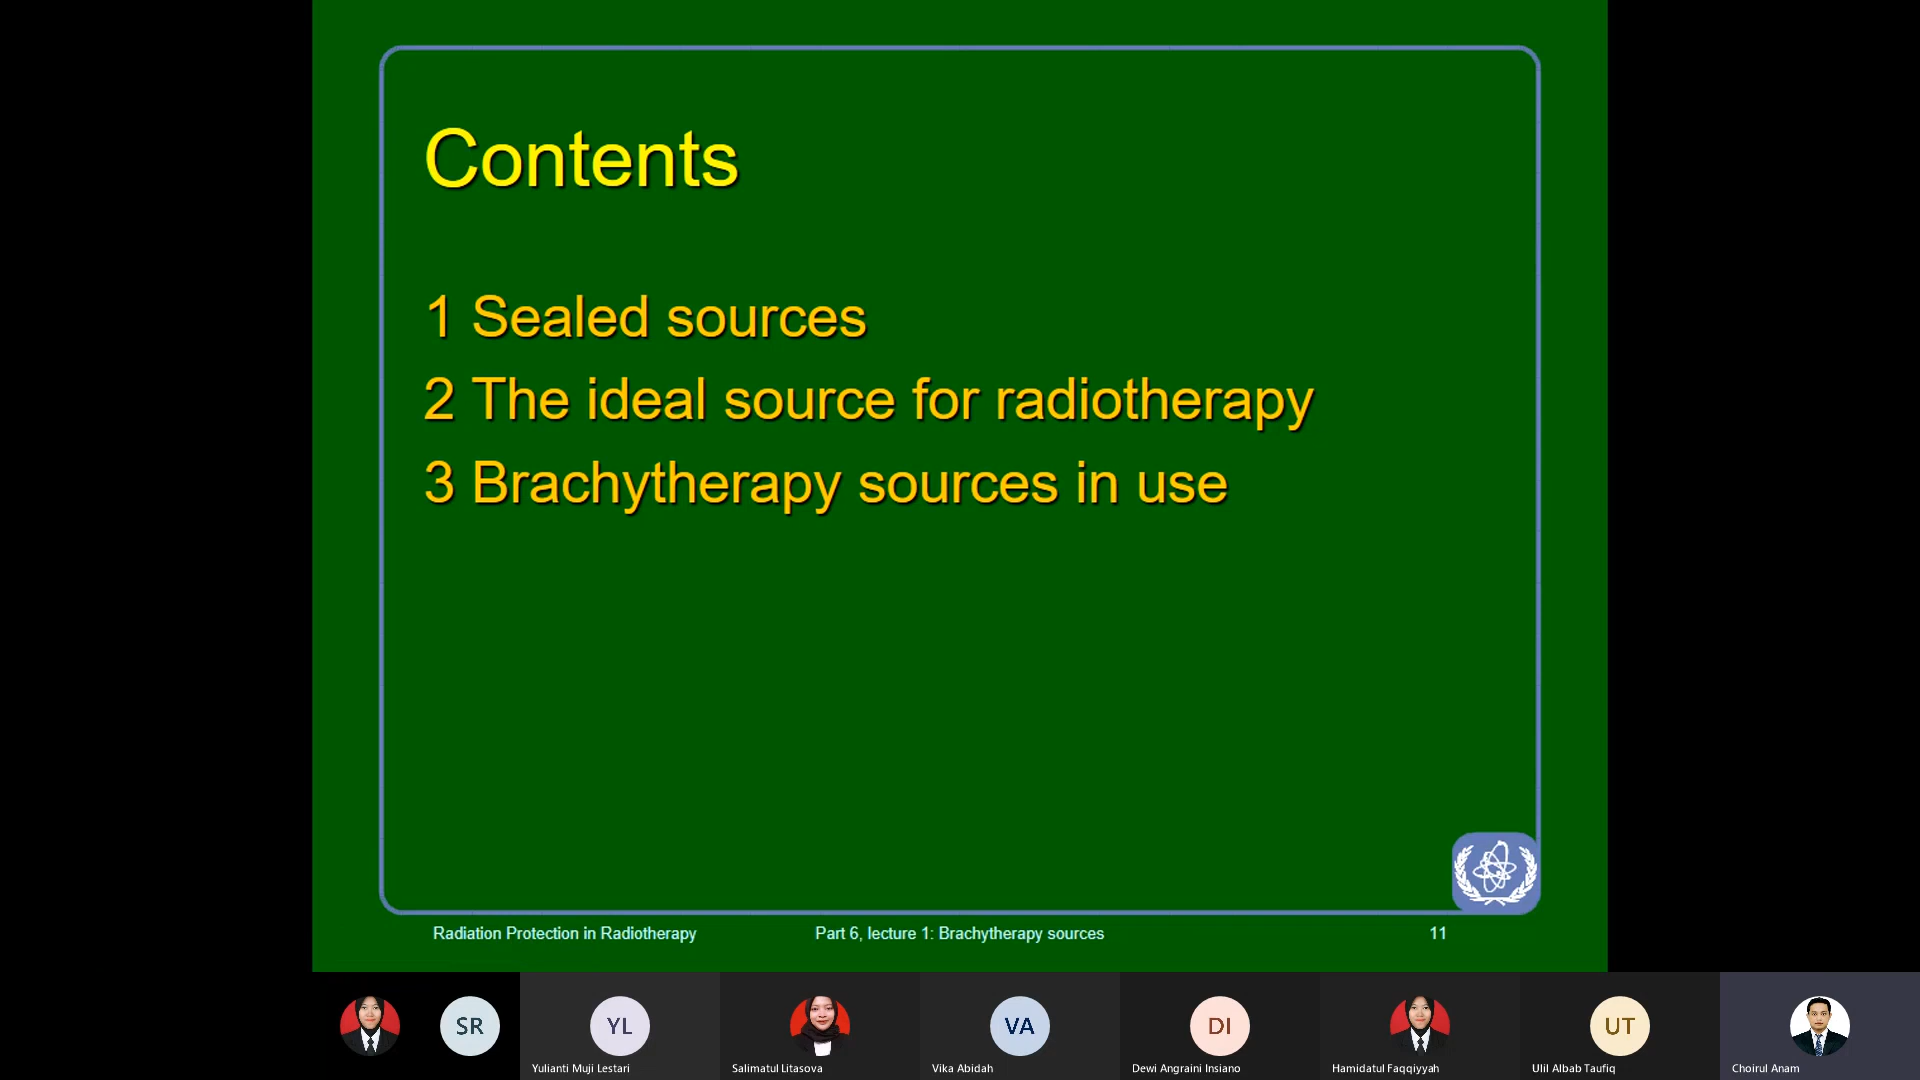 Contents
1 Sealed sources
2 The ideal source for radiotherapy
3 Brachytherapy sources in use
Radiation Protection in Radiotherapy
Part 6, lecture 1: Brachytherapy sources
11
SR
YL
VA
DI
UT
Yulianti Muji Lestari
Salimatul Litasova
Vika Abidah
Dewi Angraini Insiano
Hamidatul Faqqiyyah
Ulil Albab Taufiq
Choirul Anam